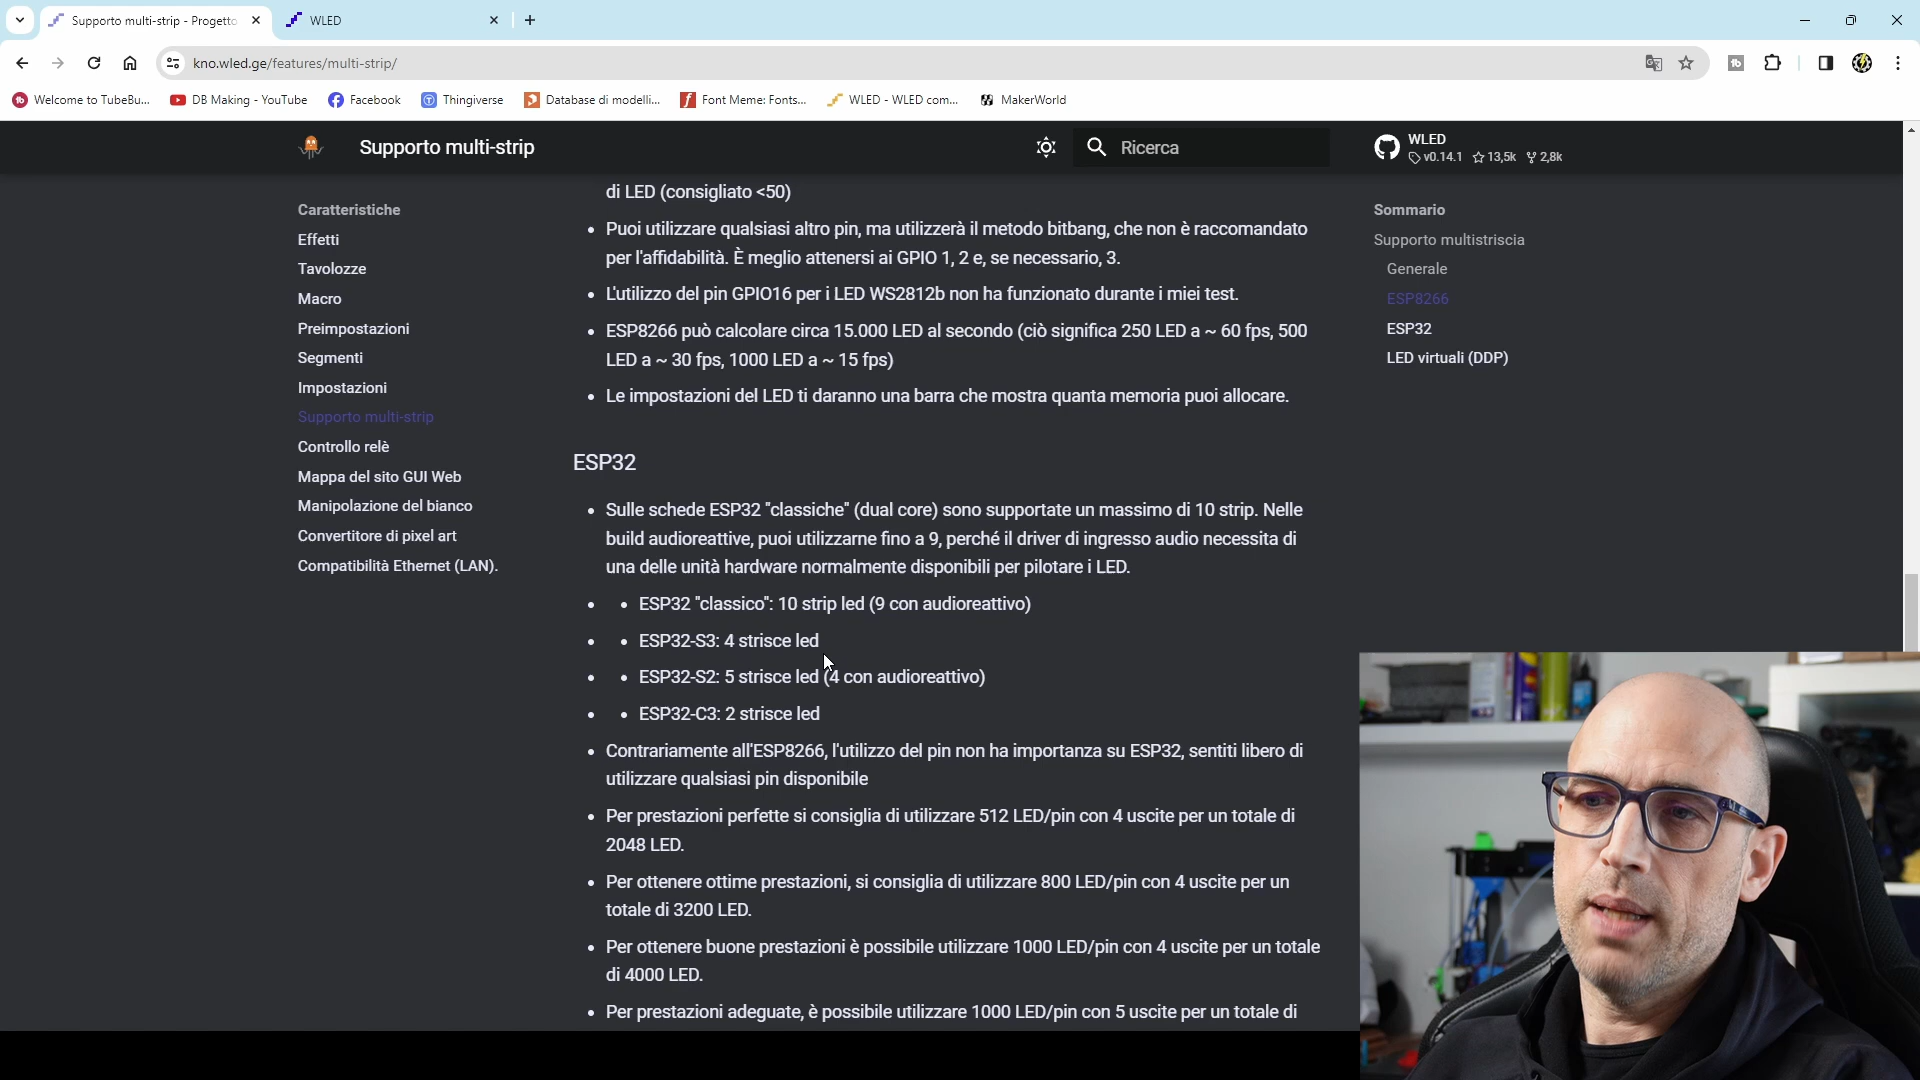 Supporto multi-strip - Progetto
WLED
kno.wled.ge/features/multi-strip/
Welcome to TubeBu...
DB Making - YouTube
Facebook
Thingiverse
Database di modelli...
Font Meme: Fonts...
WLED - WLED com...
MakerWorld
Supporto multi-strip
Ricerca
WLED
v0.14.1 13,5k 2,8k
Caratteristiche
Effetti
Tavolozze
Macro
Preimpostazioni
Segmenti
Impostazioni
Supporto multi-strip
Controllo relè
Mappa del sito GUI Web
Manipolazione del bianco
Convertitore di pixel art
Compatibilità Ethernet (LAN).
di LED (consigliato <50)
• Puoi utilizzare qualsiasi altro pin, ma utilizzerà il metodo bitbang, che non è raccomandato
per l'affidabilità. È meglio attenersi ai GPIO 1, 2 e, se necessario, 3.
• L'utilizzo del pin GPIO16 per i LED WS2812b non ha funzionato durante i miei test.
• ESP8266 può calcolare circa 15.000 LED al secondo (ciò significa 250 LED a ~ 60 fps, 500
LED a ~ 30 fps, 1000 LED a ~ 15 fps)
• Le impostazioni del LED ti daranno una barra che mostra quanta memoria puoi allocare.
ESP32
• Sulle schede ESP32 "classiche" (dual core) sono supportate un massimo di 10 strip. Nelle
build audioreattive, puoi utilizzarne fino a 9, perché il driver di ingresso audio necessita di
una delle unità hardware normalmente disponibili per pilotare i LED.
• • ESP32 "classico": 10 strip led (9 con audioreattivo)
• • ESP32-S3: 4 strisce led
• • ESP32-S2: 5 strisce led (4 con audioreattivo)
• • ESP32-C3: 2 strisce led
• Contrariamente all'ESP8266, l'utilizzo del pin non ha importanza su ESP32, sentiti libero di
utilizzare qualsiasi pin disponibile
• Per prestazioni perfette si consiglia di utilizzare 512 LED/pin con 4 uscite per un totale di
2048 LED.
• Per ottenere ottime prestazioni, si consiglia di utilizzare 800 LED/pin con 4 uscite per un
totale di 3200 LED.
• Per ottenere buone prestazioni è possibile utilizzare 1000 LED/pin con 4 uscite per un totale
di 4000 LED.
• Per prestazioni adeguate, è possibile utilizzare 1000 LED/pin con 5 uscite per un totale di
Sommario
Supporto multistriscia
Generale
ESP8266
ESP32
LED virtuali (DDP)